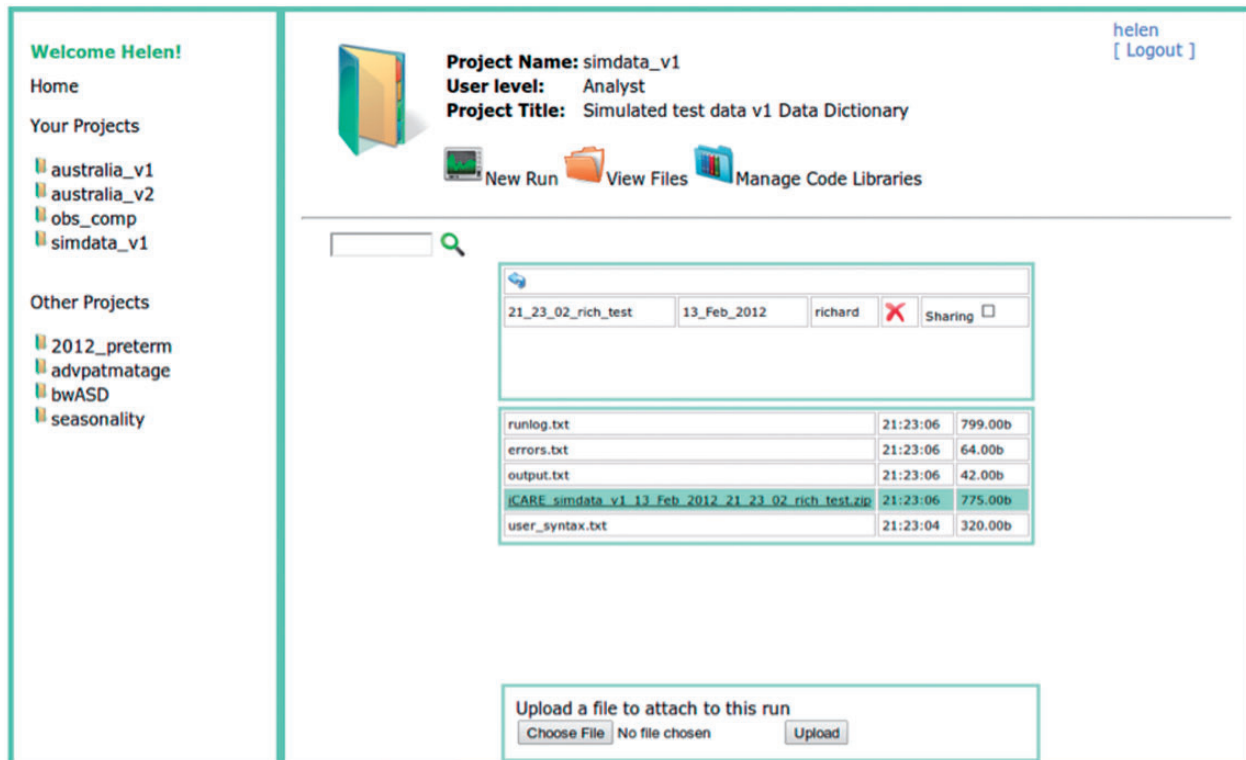 Welcome Helen!
Home
Your Projects
australia_v1
australia_v2
obs_comp
simdata_v1
Other Projects
2012_preterm
advpatmatage
bwASD
seasonality
helen
[ Logout ]
Project Name: simdata_v1
User level: Analyst
Project Title: Simulated test data v1 Data Dictionary
New Run View Files Manage Code Libraries
21_23_02_rich_test 13_Feb_2012 richard Sharing
runlog.txt 21:23:06 799.00b
errors.txt 21:23:06 64.00b
output.txt 21:23:06 42.00b
iCARE_simdata_v1_13_Feb_2012_21_23_02_rich_test.zip 21:23:06 775.00b
user_syntax.txt 21:23:04 320.00b
Upload a file to attach to this run
Choose File No file chosen Upload